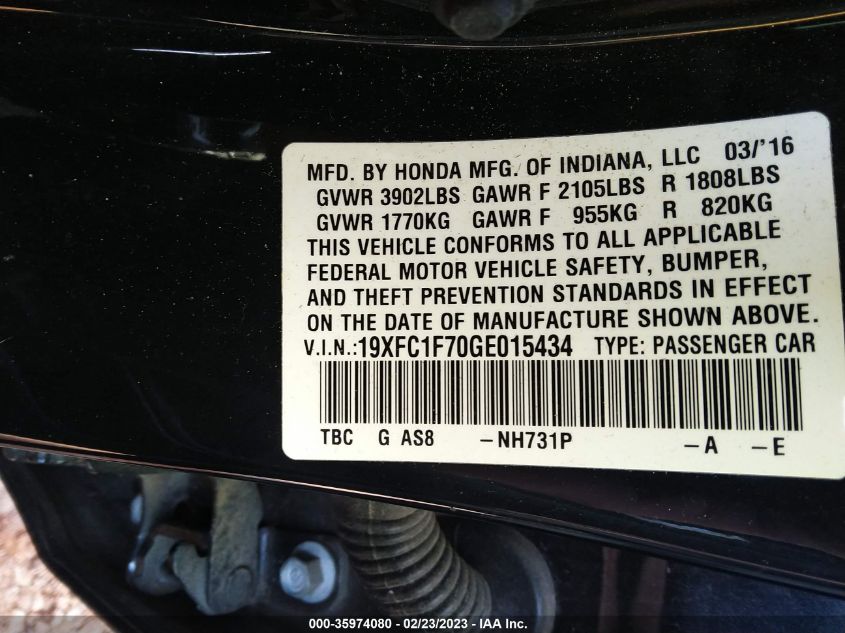 MFD. BY HONDA MFG. OF INDIANA, LLC 03/'16
GVWR 3902LBS GAWR F 2105LBS R 1808LBS
GVWR 1770KG GAWR F 955KG R 820KG
THIS VEHICLE CONFORMS TO ALL APPLICABLE
FEDERAL MOTOR VEHICLE SAFETY, BUMPER,
AND THEFT PREVENTION STANDARDS IN EFFECT
ON THE DATE OF MANUFACTURE SHOWN ABOVE.
V.I.N.:19XFC1F70GE015434 TYPE: PASSENGER CAR
TBC G AS8 -NH731P -A -E
000-35974080 - 02/23/2023 - IAA Inc.